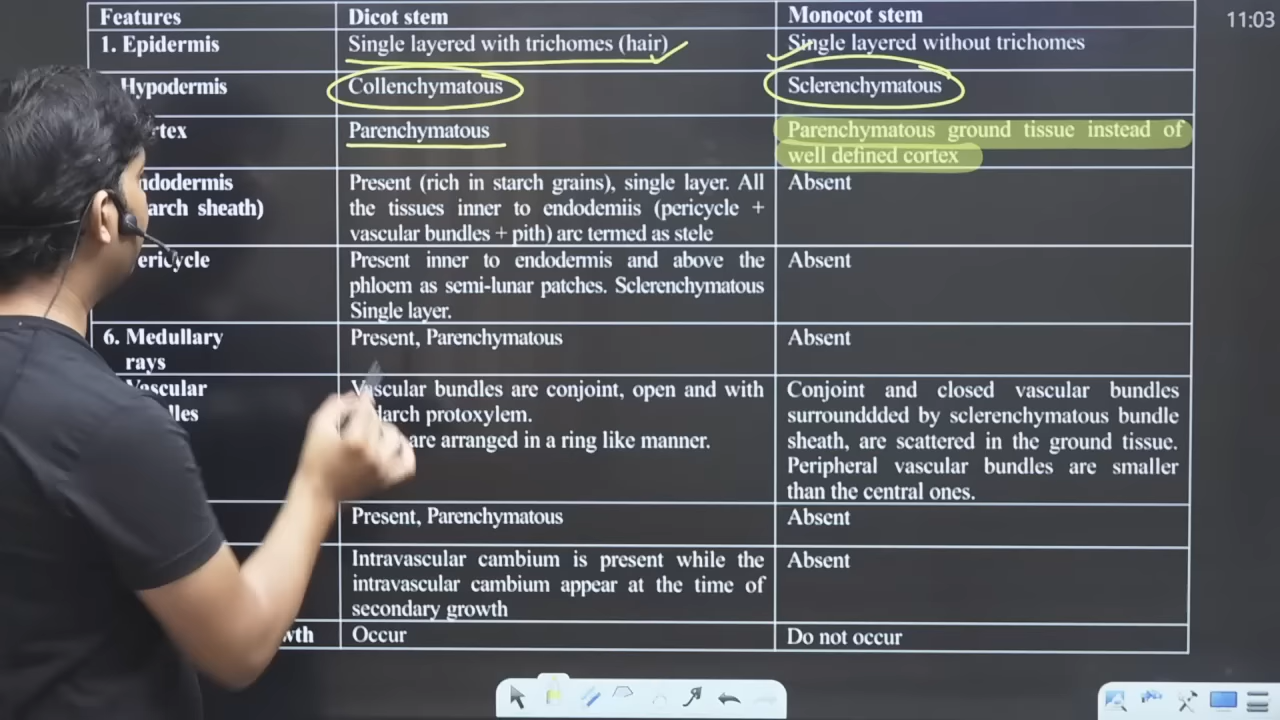 11:03
Features Dicot stem Monocot stem
1. Epidermis Single layered with trichomes (hair) Single layered without trichomes
Hypodermis Collenchymatous Sclerenchymatous
Parenchymatous Parenchymatous ground tissue instead of
well defined cortex
Present (rich in starch grains), single layer. All Absent
sheath) the tissues inner to endodemiis (pericycle +
vascular bundles + pith) arc termed as stele
Present inner to endodermis and above the Absent
phloem as semi-lunar patches. Sclerenchymatous
Single layer.
6. Medullary Present, Parenchymatous Absent
rays
Vascular Vascular bundles are conjoint, open and with Conjoint and closed vascular bundles
protoxylem. surrounddded by sclerenchymatous bundle
are arranged in a ring like manner. sheath, are scattered in the ground tissue.
Peripheral vascular bundles are smaller
than the central ones.
Present, Parenchymatous Absent
Intravascular cambium is present while the Absent
intravascular cambium appear at the time of
secondary growth
Occur Do not occur